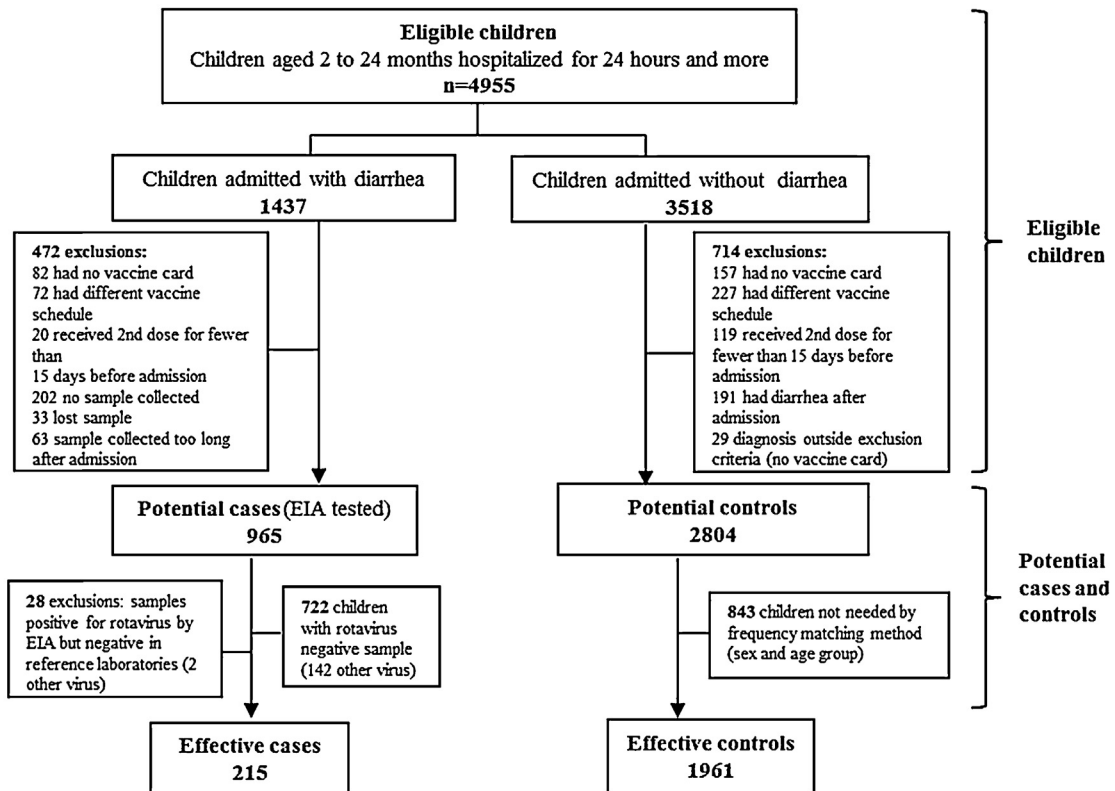 Eligible children
Children aged 2 to 24 months hospitalized for 24 hours and more
n=4955
Children admitted with diarrhea
1437
Children admitted without diarrhea
3518
472 exclusions:
82 had no vaccine card
72 had different vaccine
schedule
20 received 2nd dose for fewer
than
15 days before admission
202 no sample collected
33 lost sample
63 sample collected too long
after admission
714 exclusions:
157 had no vaccine card
227 had different vaccine
schedule
119 received 2nd dose for
fewer than 15 days before
admission
191 had diarrhea after
admission
29 diagnosis outside exclusion
criteria (no vaccine card)
Eligible
children
Potential cases (EIA tested)
965
Potential controls
2804
28 exclusions: samples
positive for rotavirus by
EIA but negative in
reference laboratories (2
other virus)
722 children
with rotavirus
negative sample
(142 other virus)
843 children not needed by
frequency matching method
(sex and age group)
Potential
cases and
controls
Effective cases
215
Effective controls
1961